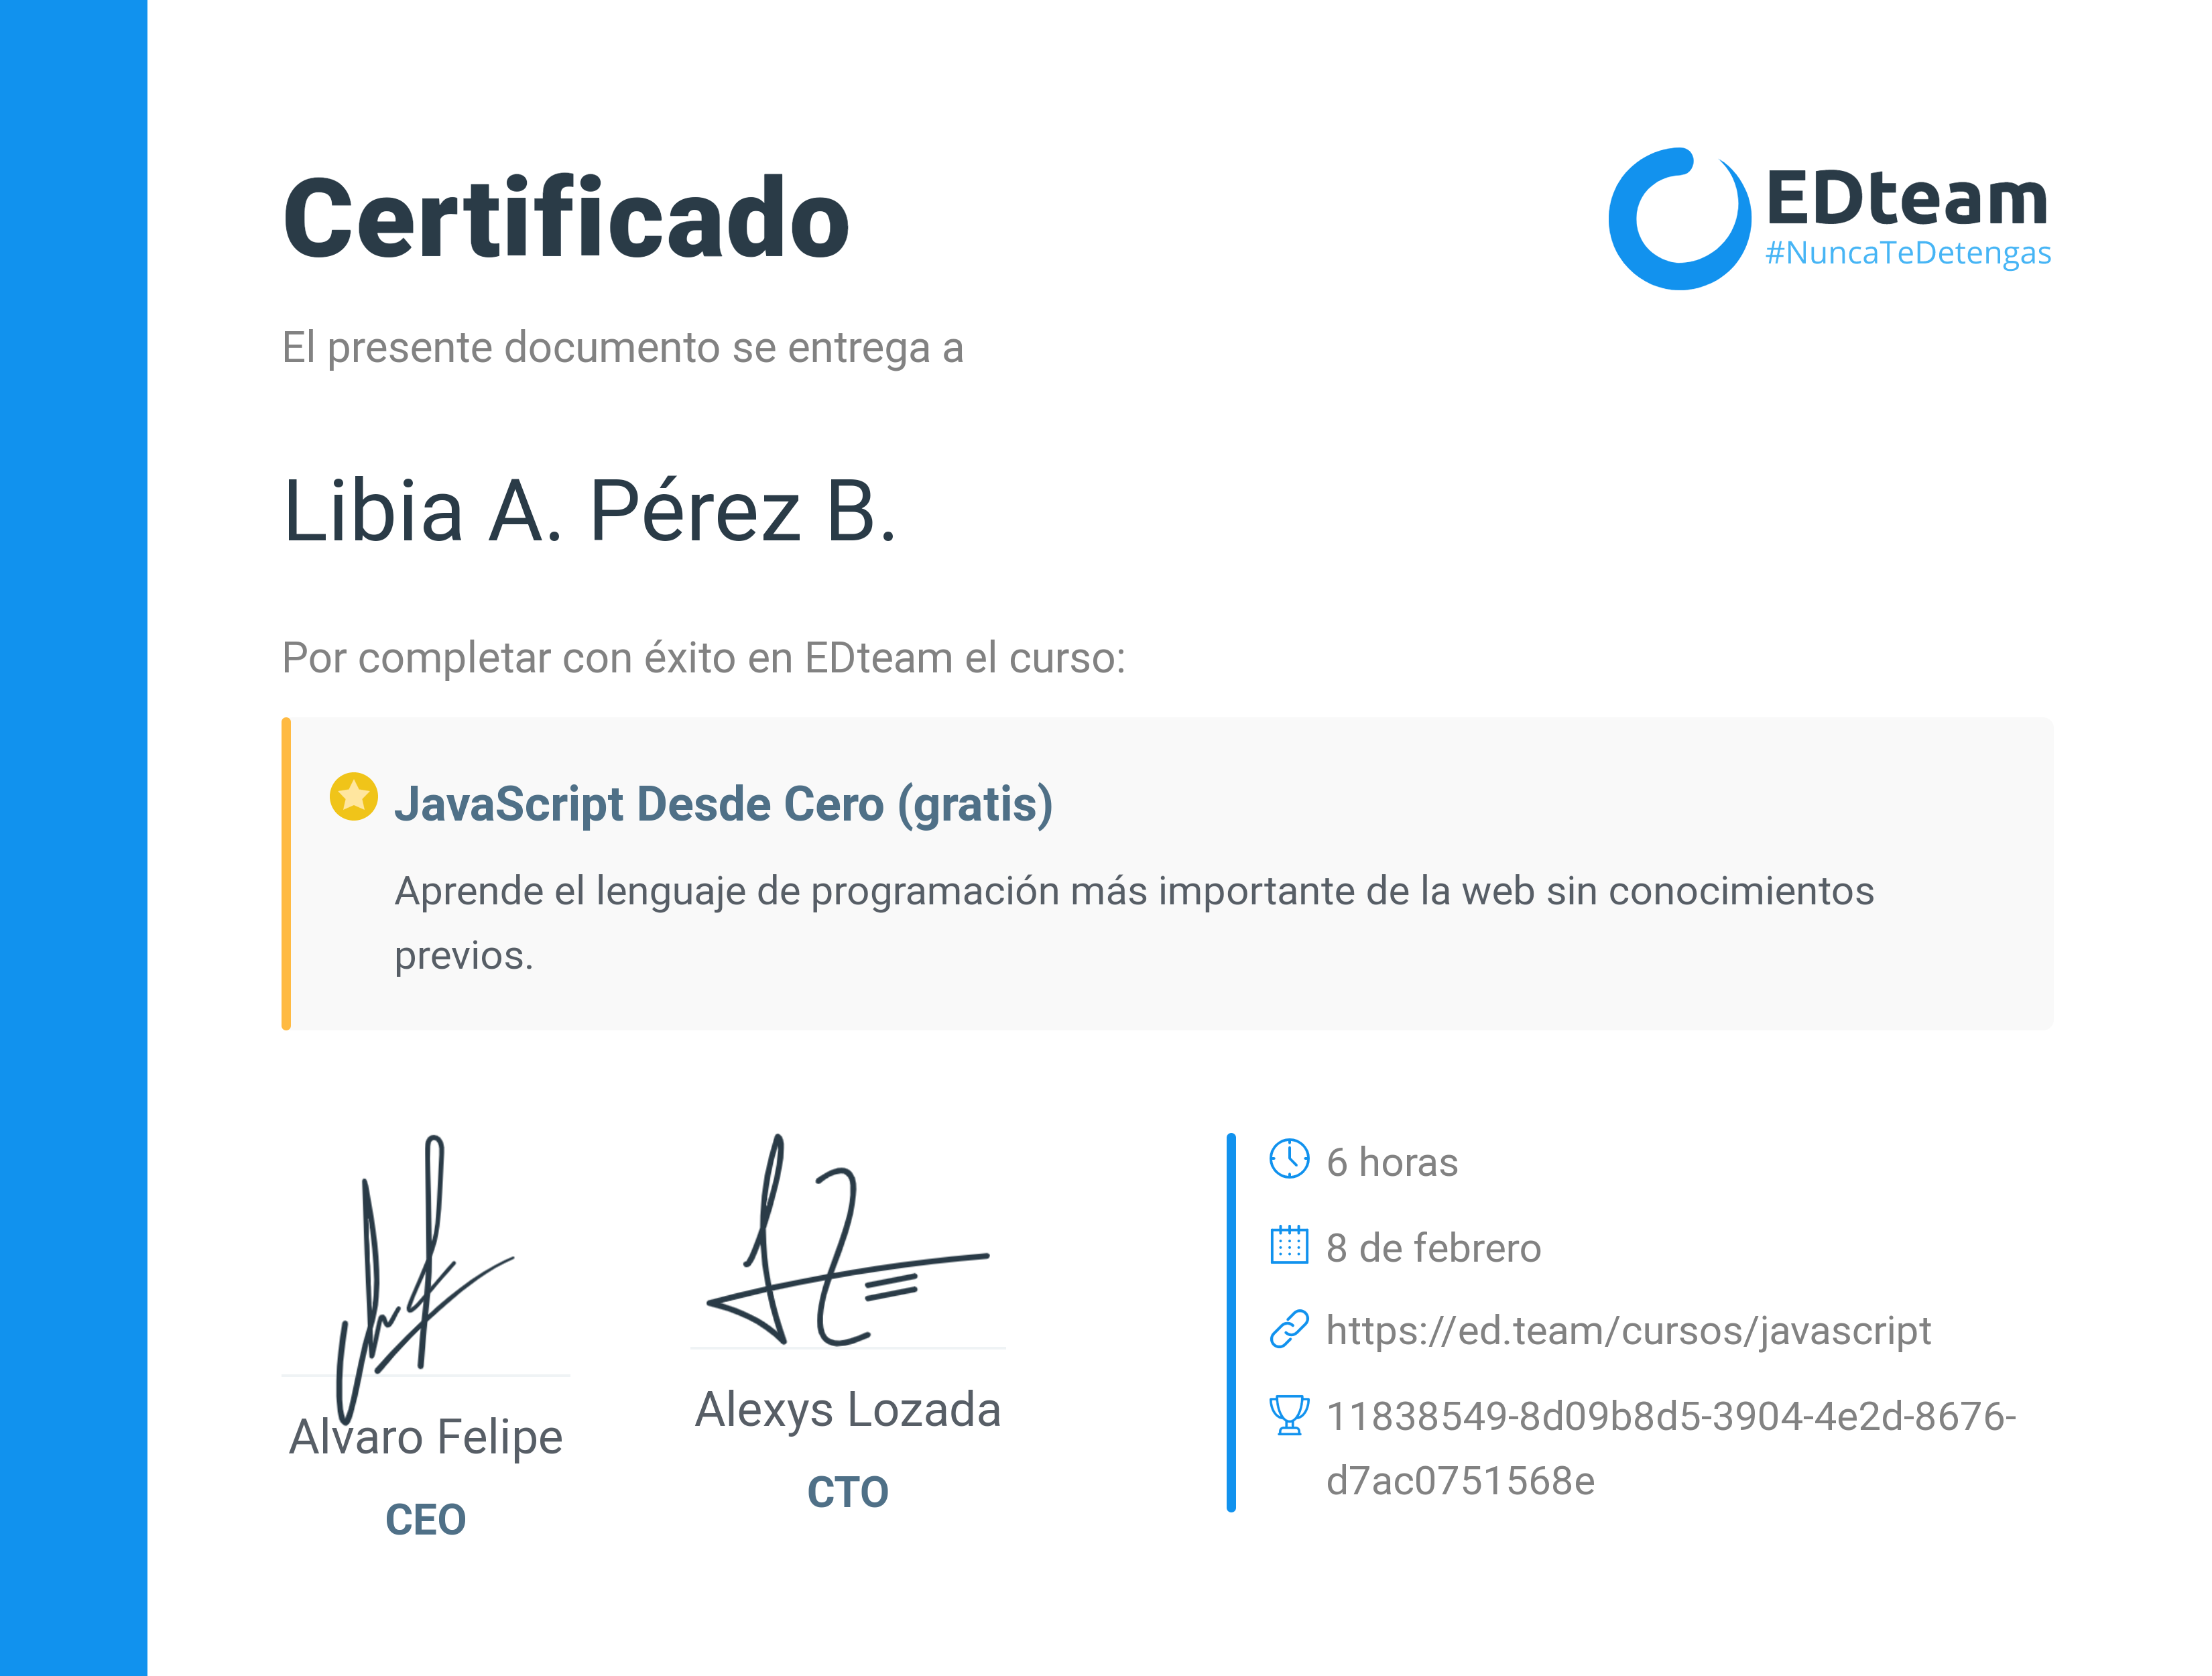 Certificado
EDteam
#NuncaTeDetengas
El presente documento se entrega a
Libia A. Pérez B.
Por completar con éxito en EDteam el curso:
JavaScript Desde Cero (gratis)
Aprende el lenguaje de programación más importante de la web sin conocimientos
previos.
Alvaro Felipe
CEO
Alexys Lozada
CTO
6 horas
8 de febrero
https://ed.team/cursos/javascript
11838549-8d09b8d5-3904-4e2d-8676-
d7ac0751568e